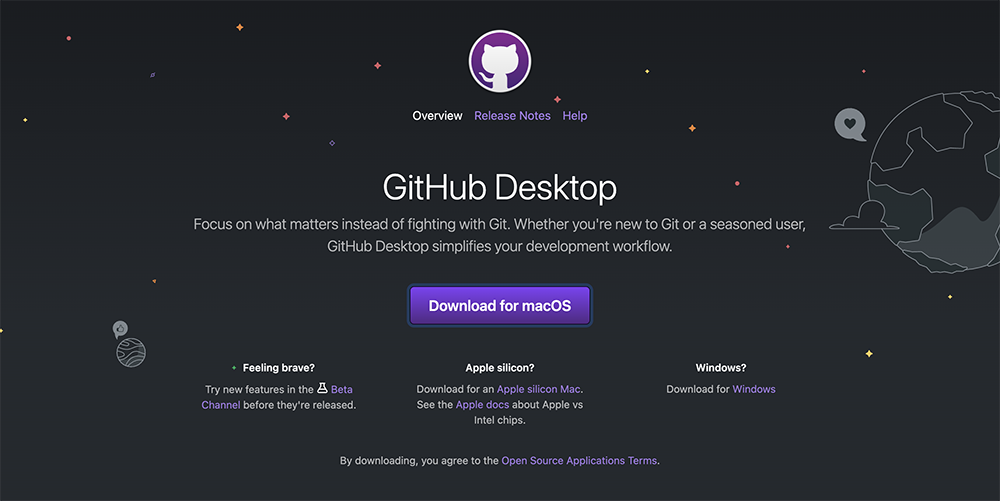 Overview Release Notes Help
GitHub Desktop
Focus on what matters instead of fighting with Git. Whether you're new to Git or a seasoned user,
GitHub Desktop simplifies your development workflow.
Download for macOS
Feeling brave?
Try new features in the Beta
Channel before they're released.
Apple silicon?
Download for an Apple silicon Mac.
See the Apple docs about Apple vs
Intel chips.
Windows?
Download for Windows
By downloading, you agree to the Open Source Applications Terms.